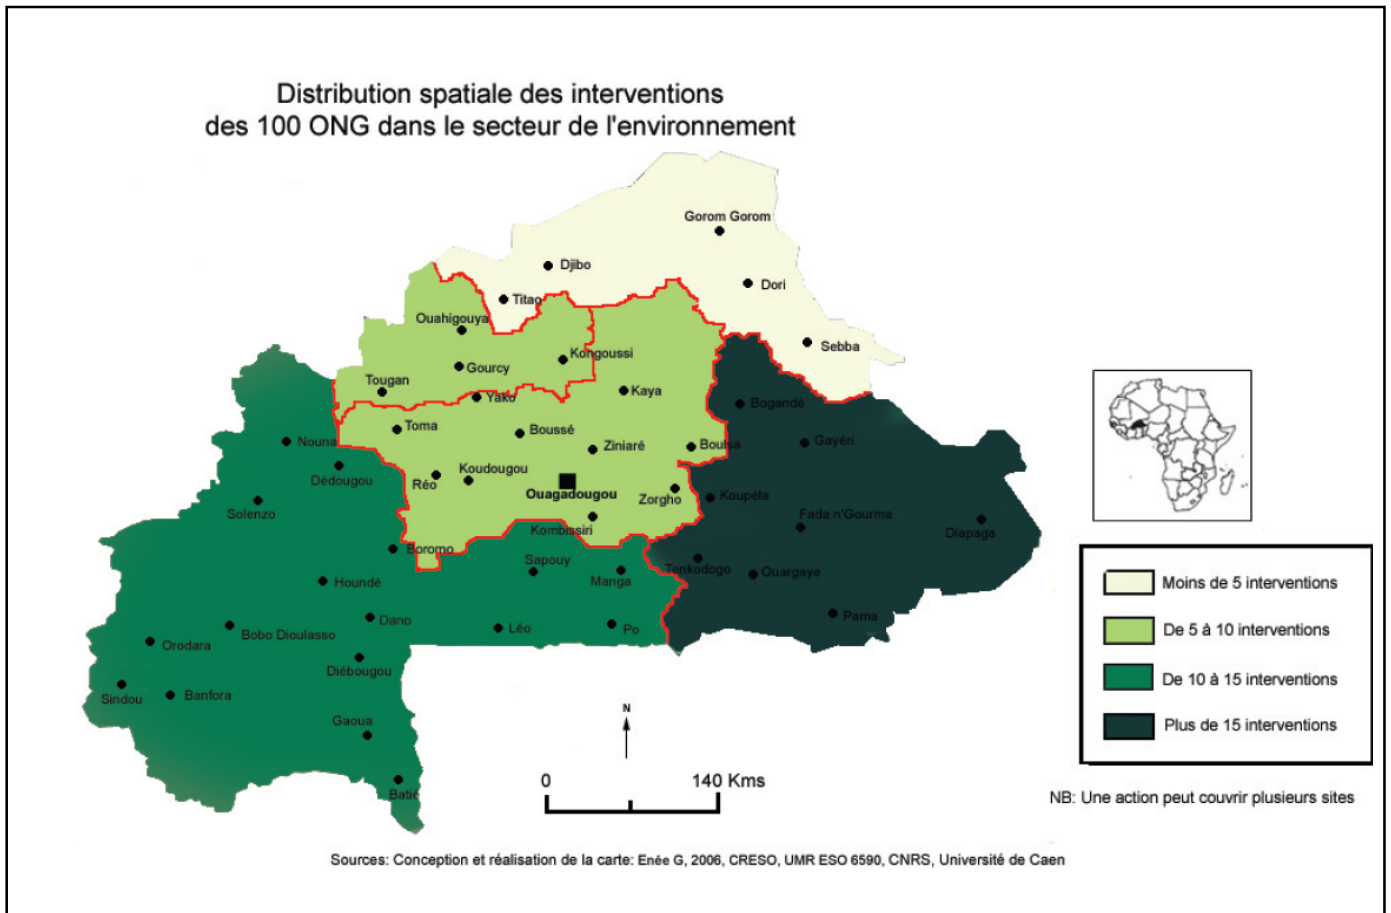 Distribution spatiale des interventions
des 100 ONG dans le secteur de l'environnement
Gorom Gorom
Djibo
Dori
Titao
Ouahigouya
Sebba
Kongoussi
Gourcy
Tougan
Kaya
Yako
Bogandé
Toma
Boussé
Nouna
Ziniaré
Boulsa
Gayéri
Dédougou
Koudougou
Réo
Ouagadougou
Zorgho
Koupéla
Solenzo
Fada n'Gourma
Kombissiri
Diapaga
Boromo
Sapouy
Tenkodogo
Ouargaye
Houndé
Manga
Dano
Pama
Bobo Dioulasso
Léo
Po
Orodara
Diébougou
Sindou
Banfora
Gaoua
Batié
Moins de 5 interventions
De 5 à 10 interventions
De 10 à 15 interventions
Plus de 15 interventions
N
0 140 Kms
NB: Une action peut couvrir plusieurs sites
Sources: Conception et réalisation de la carte: Enée G, 2006, CRESO, UMR ESO 6590, CNRS, Université de Caen